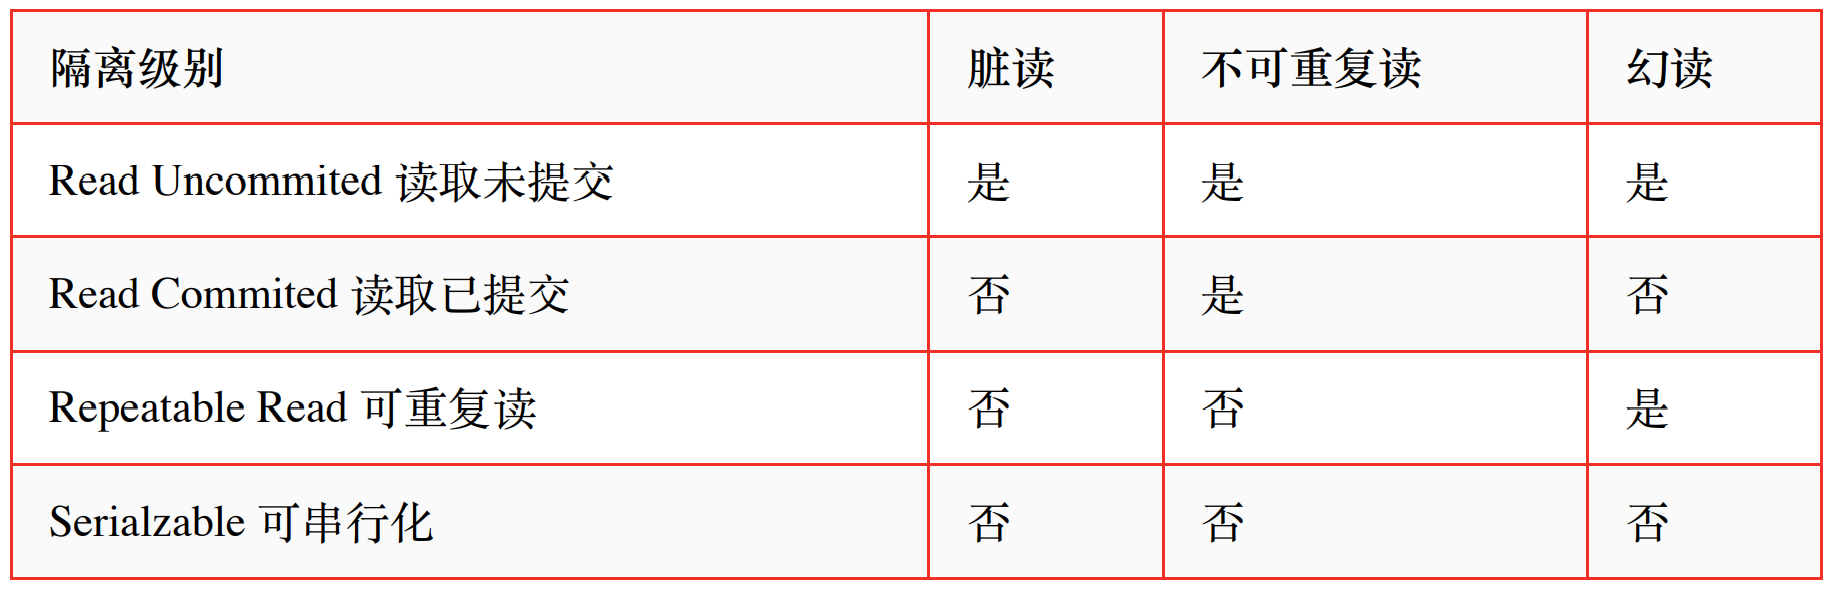 隔离级别 脏读 不可重复读 幻读
Read Uncommited 读取未提交 是 是 是
Read Commited 读取已提交 否 是 否
Repeatable Read 可重复读 否 否 是
Serialzable 可串行化 否 否 否